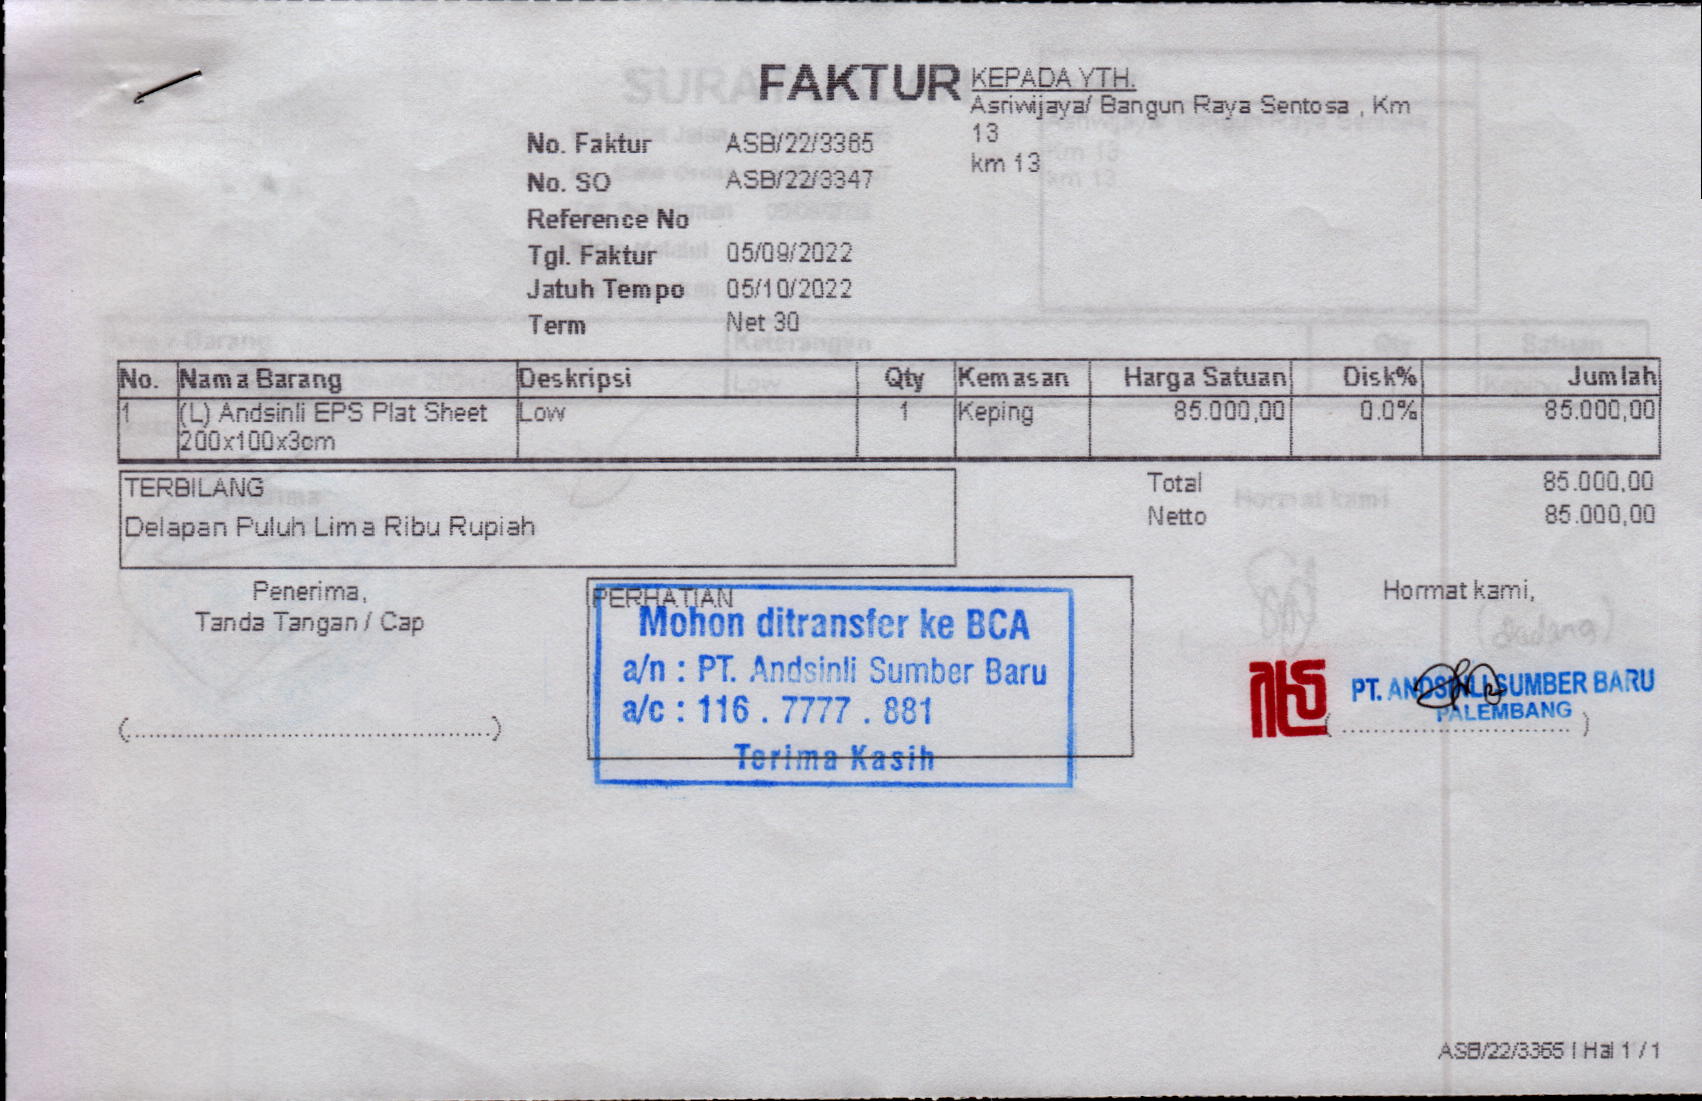 FAKTUR
KEPADA YTH.
Asriwijaya/ Bangun Raya Sentosa , Km
13
km 13
No. Faktur ASB/22/3365
No. SO ASB/22/3347
Reference No
Tgl. Faktur 05/09/2022
Jatuh Tempo 05/10/2022
Term Net 30
No. Nama Barang Deskripsi Qty Kemasan Harga Satuan Disk% Jumlah
1 (L) Andsinli EPS Plat Sheet Low 1 Keping 85.000,00 0.0% 85.000,00
200x100x3cm
TERBILANG
Delapan Puluh Lima Ribu Rupiah
Total 85.000,00
Netto 85.000,00
Penerima,
Tanda Tangan / Cap
(..............................................)
PERHATIAN
Mohon ditransfer ke BCA
a/n : PT. Andsinli Sumber Baru
a/c : 116 . 7777 . 881
Terima Kasih
Hormat kami,
PT. ANDSINLI SUMBER BARU
PALEMBANG
(..............................)
ASB/22/3365 | Hal 1 / 1